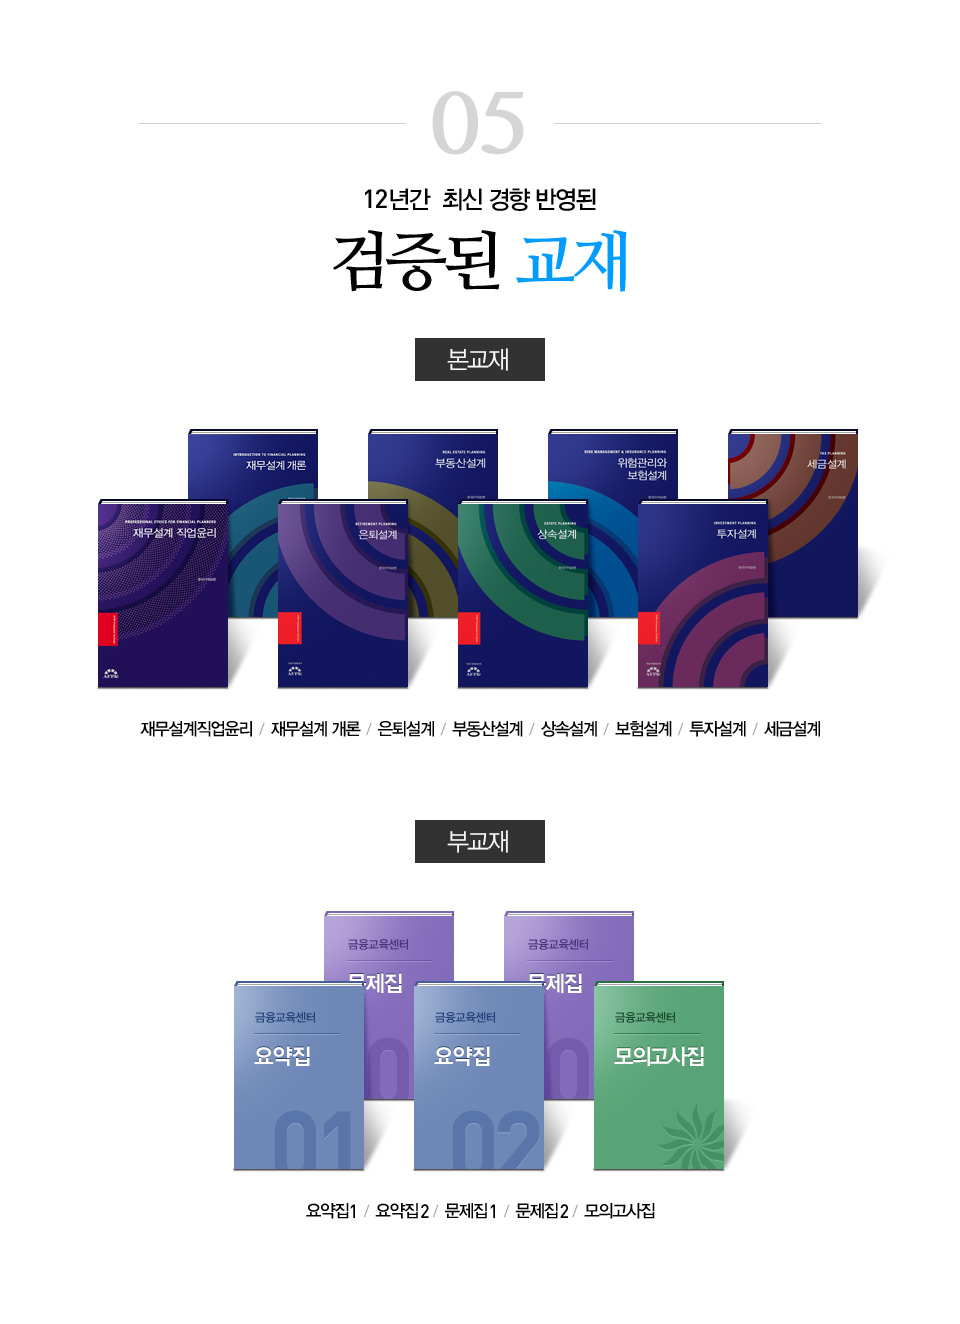 05
12년간 최신 경향 반영된
검증된 교재
본교재
INTRODUCTION TO FINANCIAL PLANNING
재무설계 개론
REAL ESTATE PLANNING
부동산설계
RISK MANAGEMENT & INSURANCE PLANNING
위험관리와
보험설계
TAX PLANNING
세금설계
PROFESSIONAL ETHICS FOR FINANCIAL PLANNERS
재무설계 직업윤리
RETIREMENT PLANNING
은퇴설계
ESTATE PLANNING
상속설계
INVESTMENT PLANNING
투자설계
AFPK
AFPK
AFPK
AFPK
재무설계직업윤리 / 재무설계 개론 / 은퇴설계 / 부동산설계 / 상속설계 / 보험설계 / 투자설계 / 세금설계
부교재
금융교육센터
문제집
금융교육센터
문제집
금융교육센터
요약집
01
금융교육센터
요약집
02
금융교육센터
모의고사집
요약집1 / 요약집2 / 문제집1 / 문제집2 / 모의고사집